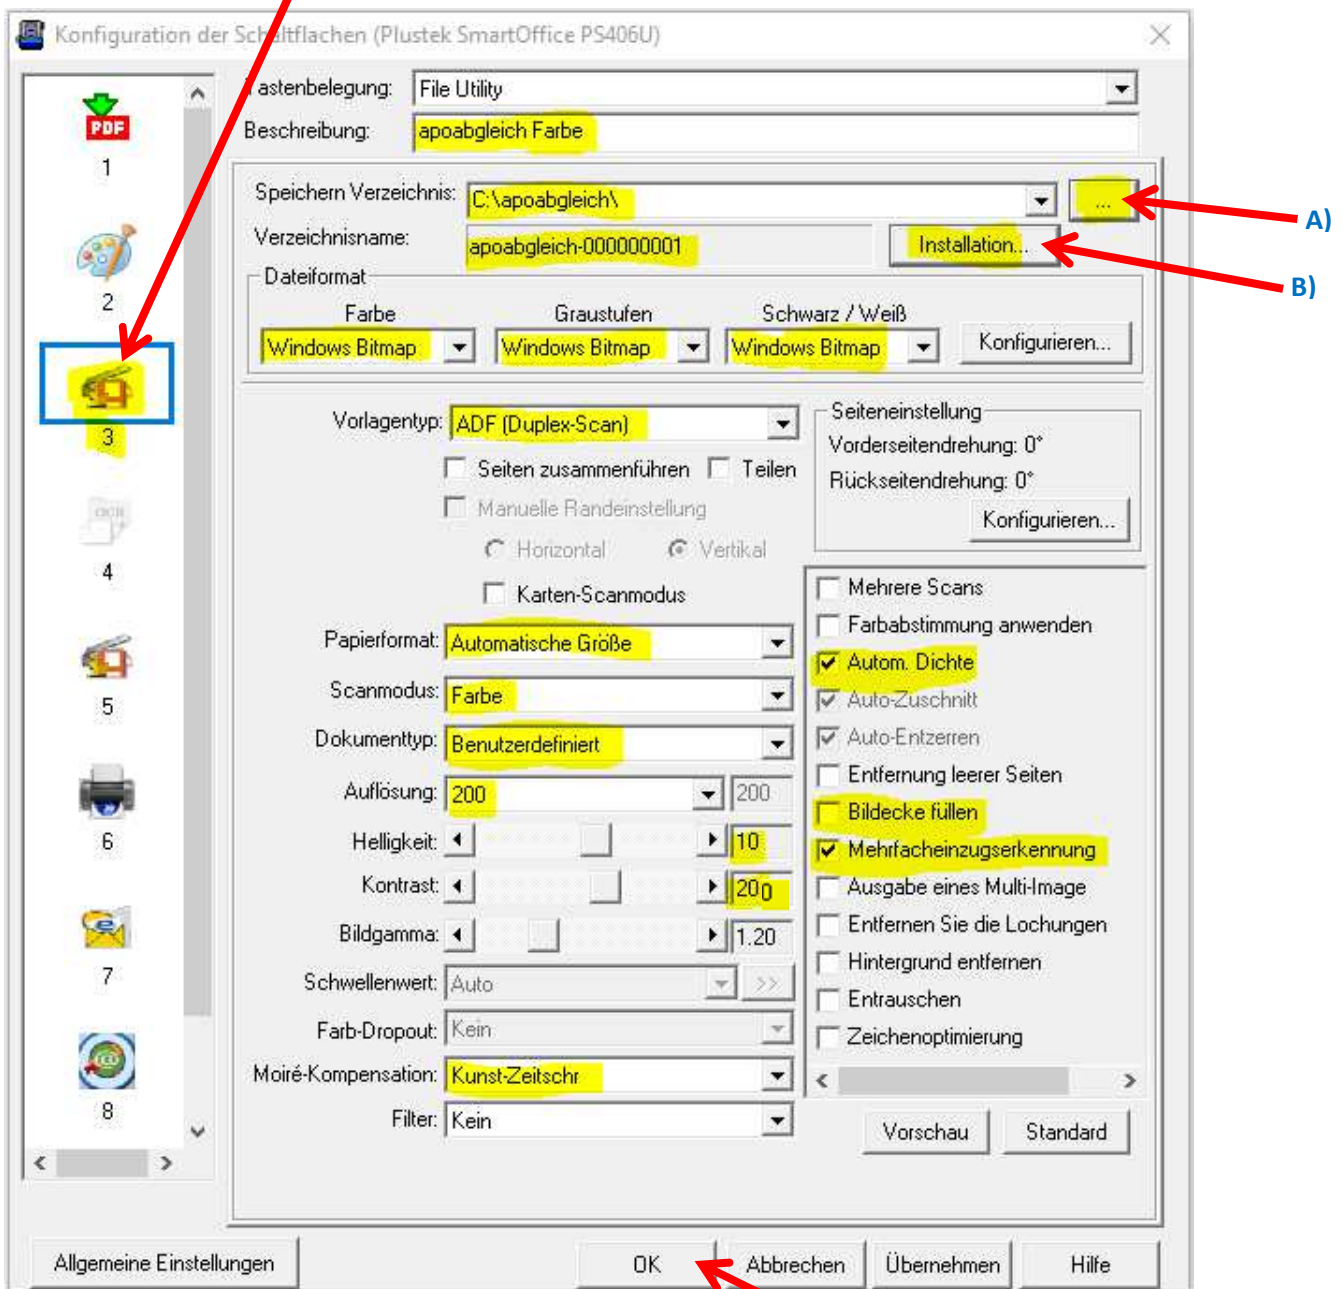 Konfiguration der Schaltflachen (Plustek SmartOffice PS406U)
Tastenbelegung: File Utility
Beschreibung: apoabgleich Farbe
PDF
1
Speichern Verzeichnis: C:\apoabgleich\ ...
A)
Verzeichnisname: apoabgleich-000000001 Installation...
B)
Dateiformat
Farbe Graustufen Schwarz / Weiß
Windows Bitmap Windows Bitmap Windows Bitmap Konfigurieren...
2
3
Vorlagentyp: ADF (Duplex-Scan)
Seiten zusammenführen Teilen
Manuelle Randeinstellung
Horizontal Vertikal
Karten-Scanmodus
Seiteneinstellung
Vorderseitendrehung: 0°
Rückseitendrehung: 0°
Konfigurieren...
OCR
4
Papierformat: Automatische Größe
Scanmodus: Farbe
Dokumenttyp: Benutzerdefiniert
Auflösung: 200 200
Helligkeit: 10
Kontrast: 200
Bildgamma: 1.20
Schwellenwert: Auto >>
Farb-Dropout: Kein
Moiré-Kompensation: Kunst-Zeitschr
Filter: Kein
Mehrere Scans
Farbabstimmung anwenden
Autom. Dichte
Auto-Zuschnitt
Auto-Entzerren
Entfernung leerer Seiten
Bildecke füllen
Mehrfacheinzugserkennung
Ausgabe eines Multi-Image
Entfernen Sie die Lochungen
Hintergrund entfernen
Entrauschen
Zeichenoptimierung
Vorschau Standard
5
6
7
8
Allgemeine Einstellungen OK Abbrechen Übernehmen Hilfe